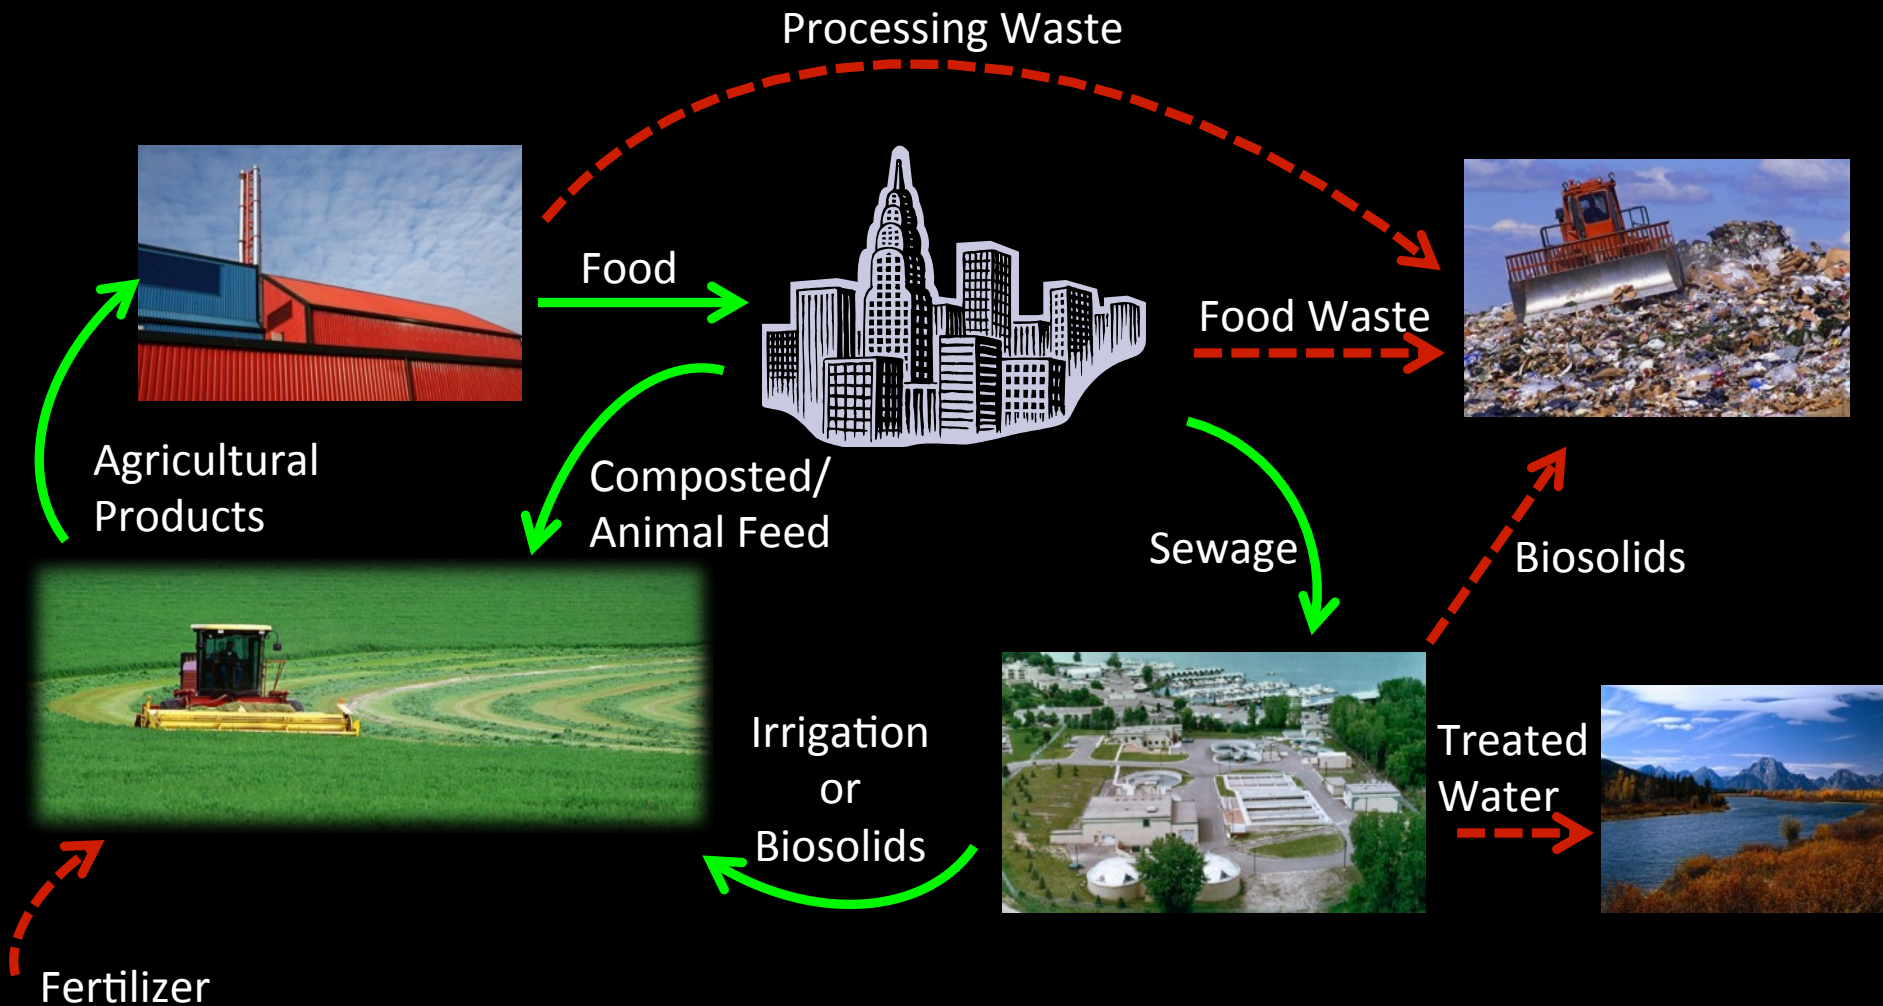 Processing Waste
Food
Food Waste
Agricultural
Products
Composted/
Animal Feed
Sewage
Biosolids
Irrigation
or
Biosolids
Treated
Water
Fertilizer